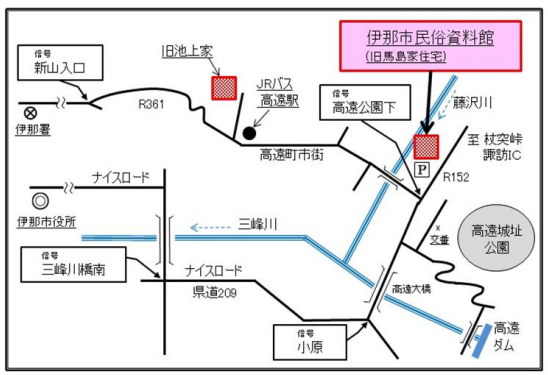 伊那市民俗資料館
(旧馬島家住宅)
信号
新山入口
旧池上家
JRバス
高遠駅
R361
伊那署
信号
高遠公園下
藤沢川
至 杖突峠
諏訪IC
P
R152
高遠町市街
ナイスロード
伊那市役所
三峰川
x
交番
高遠城址
公園
信号
三峰川橋南
ナイスロード
県道209
高遠大橋
信号
小原
高遠
ダム